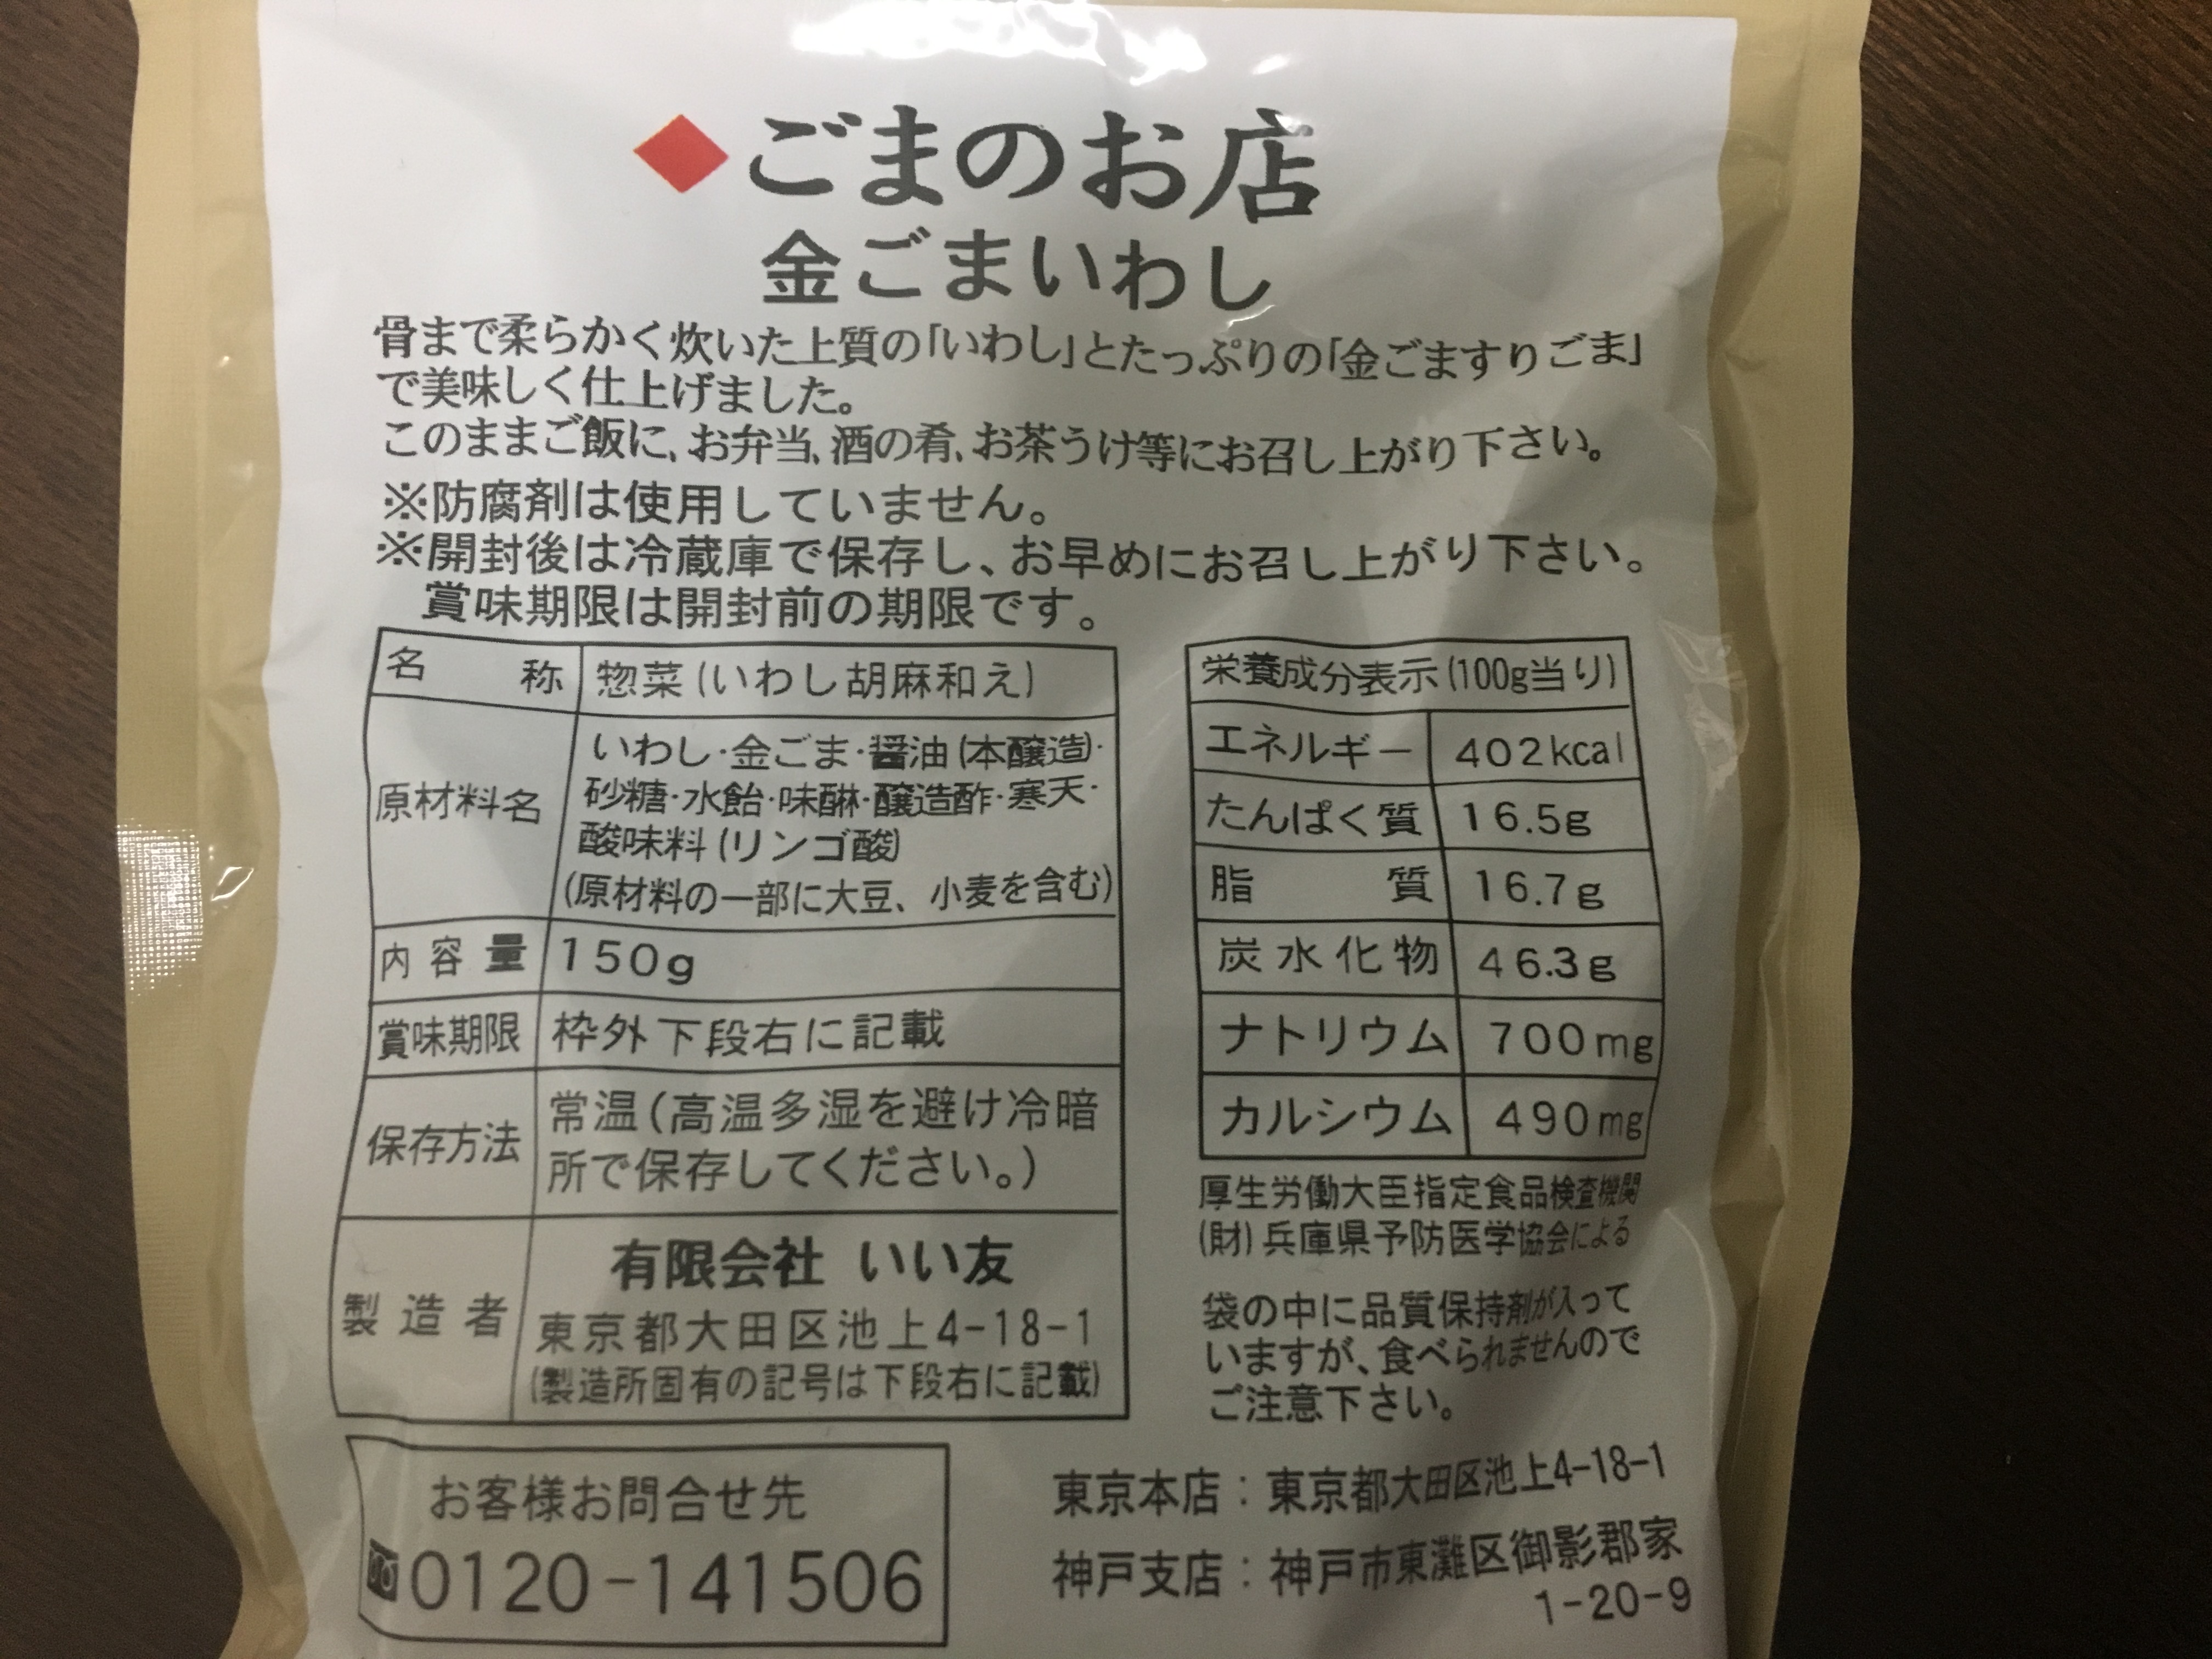 ごまのお店
金ごまいわし
骨まで柔らかく炊いた上質の「いわし」とたっぷりの「金ごますりごま」
で美味しく仕上げました。
このままご飯に、お弁当、酒の肴、お茶うけ等にお召し上がり下さい。
※防腐剤は使用していません。
※開封後は冷蔵庫で保存し、お早めにお召し上がり下さい。
賞味期限は開封前の期限です。
名称 惣菜(いわし胡麻和え)
原材料名 いわし・金ごま・醤油(本醸造)・
砂糖・水飴・味醂・醸造酢・寒天・
酸味料(リンゴ酸)
(原材料の一部に大豆、小麦を含む)
内容量 150g
賞味期限 枠外下段右に記載
保存方法 常温(高温多湿を避け冷暗
所で保存してください。)
製造者 有限会社 いい友
東京都大田区池上4-18-1
(製造所固有の記号は下段右に記載)
栄養成分表示(100g当り)
エネルギー 402kcal
たんぱく質 16.5g
脂質 16.7g
炭水化物 46.3g
ナトリウム 700mg
カルシウム 490mg
厚生労働大臣指定食品検査機関
(財)兵庫県予防医学協会による
袋の中に品質保持剤が入って
いますが、食べられませんので
ご注意下さい。
お客様お問合せ先
0120-141506
東京本店：東京都大田区池上4-18-1
神戸支店：神戸市東灘区御影郡家
1-20-9